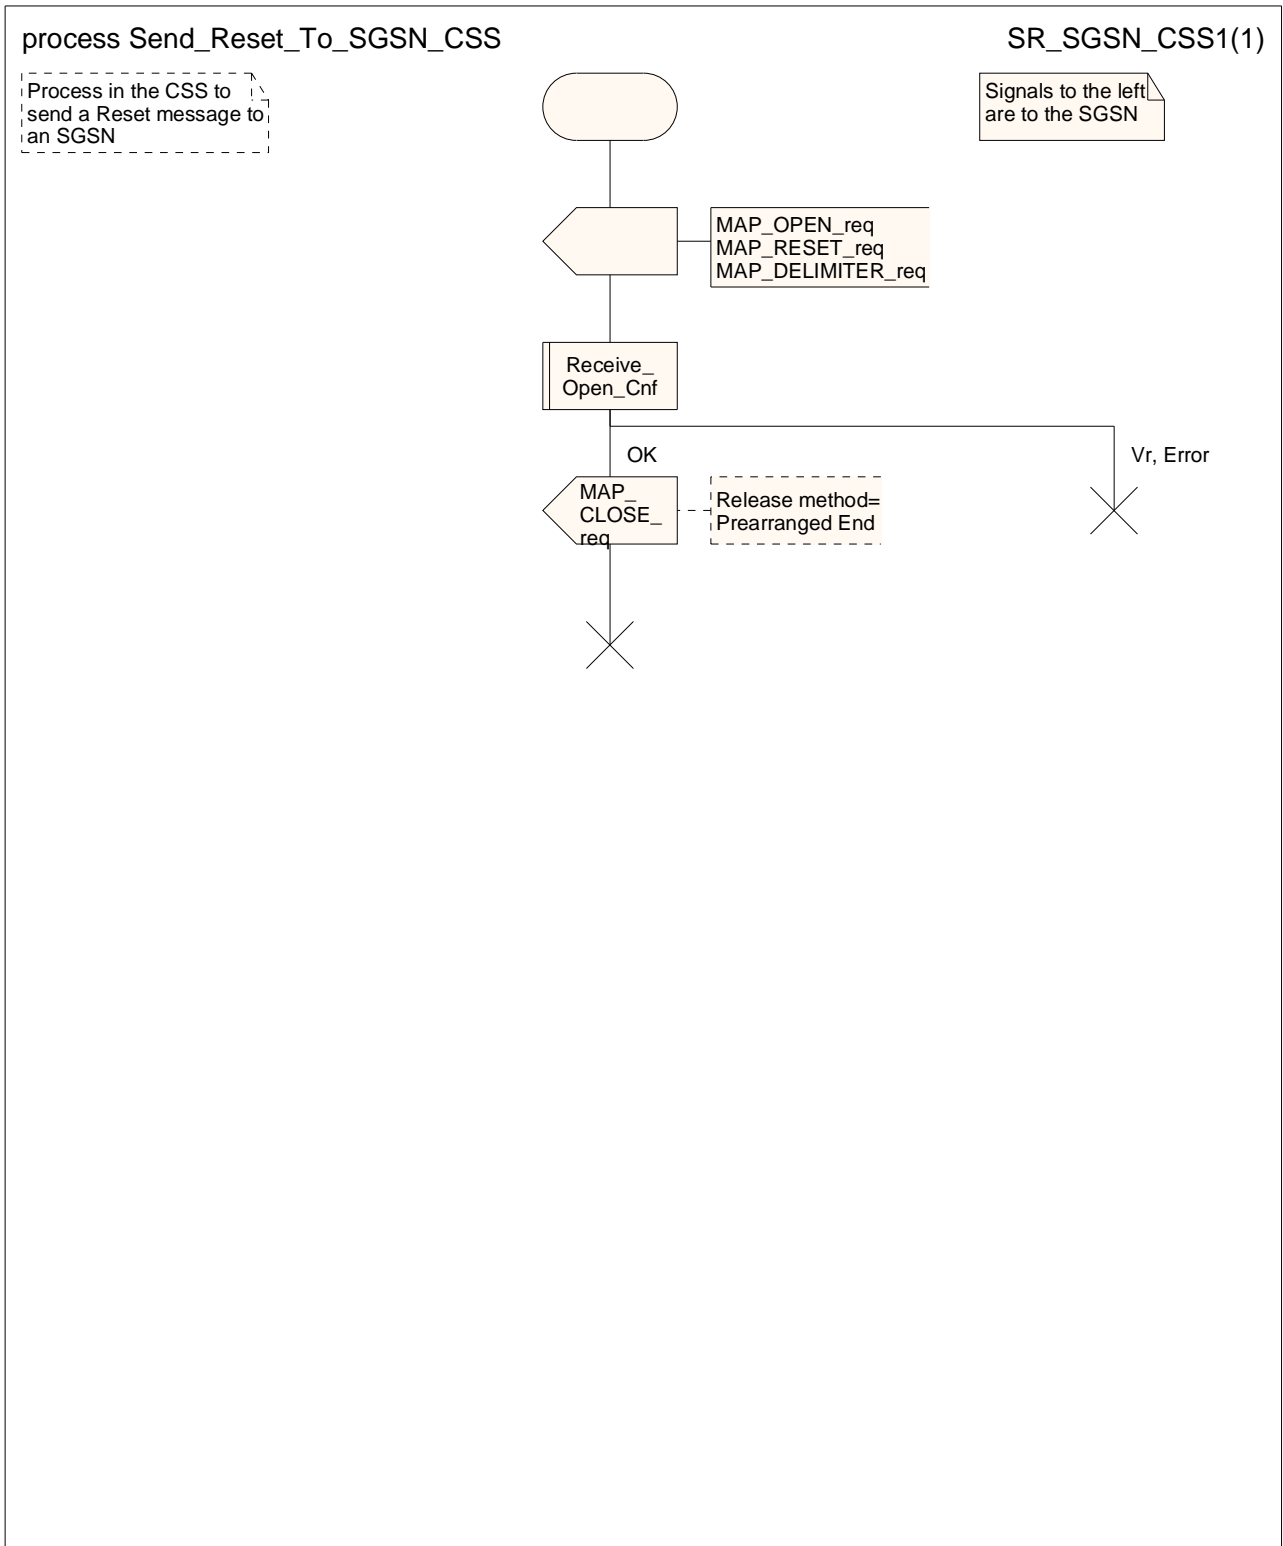 process Send_Reset_To_SGSN_CSS
SR_SGSN_CSS1(1)
Process in the CSS to
send a Reset message to
an SGSN
Signals to the left
are to the SGSN
MAP_OPEN_req
MAP_RESET_req
MAP_DELIMITER_req
Receive_
Open_Cnf
OK
Vr, Error
MAP_
CLOSE_
req
Release method=
Prearranged End